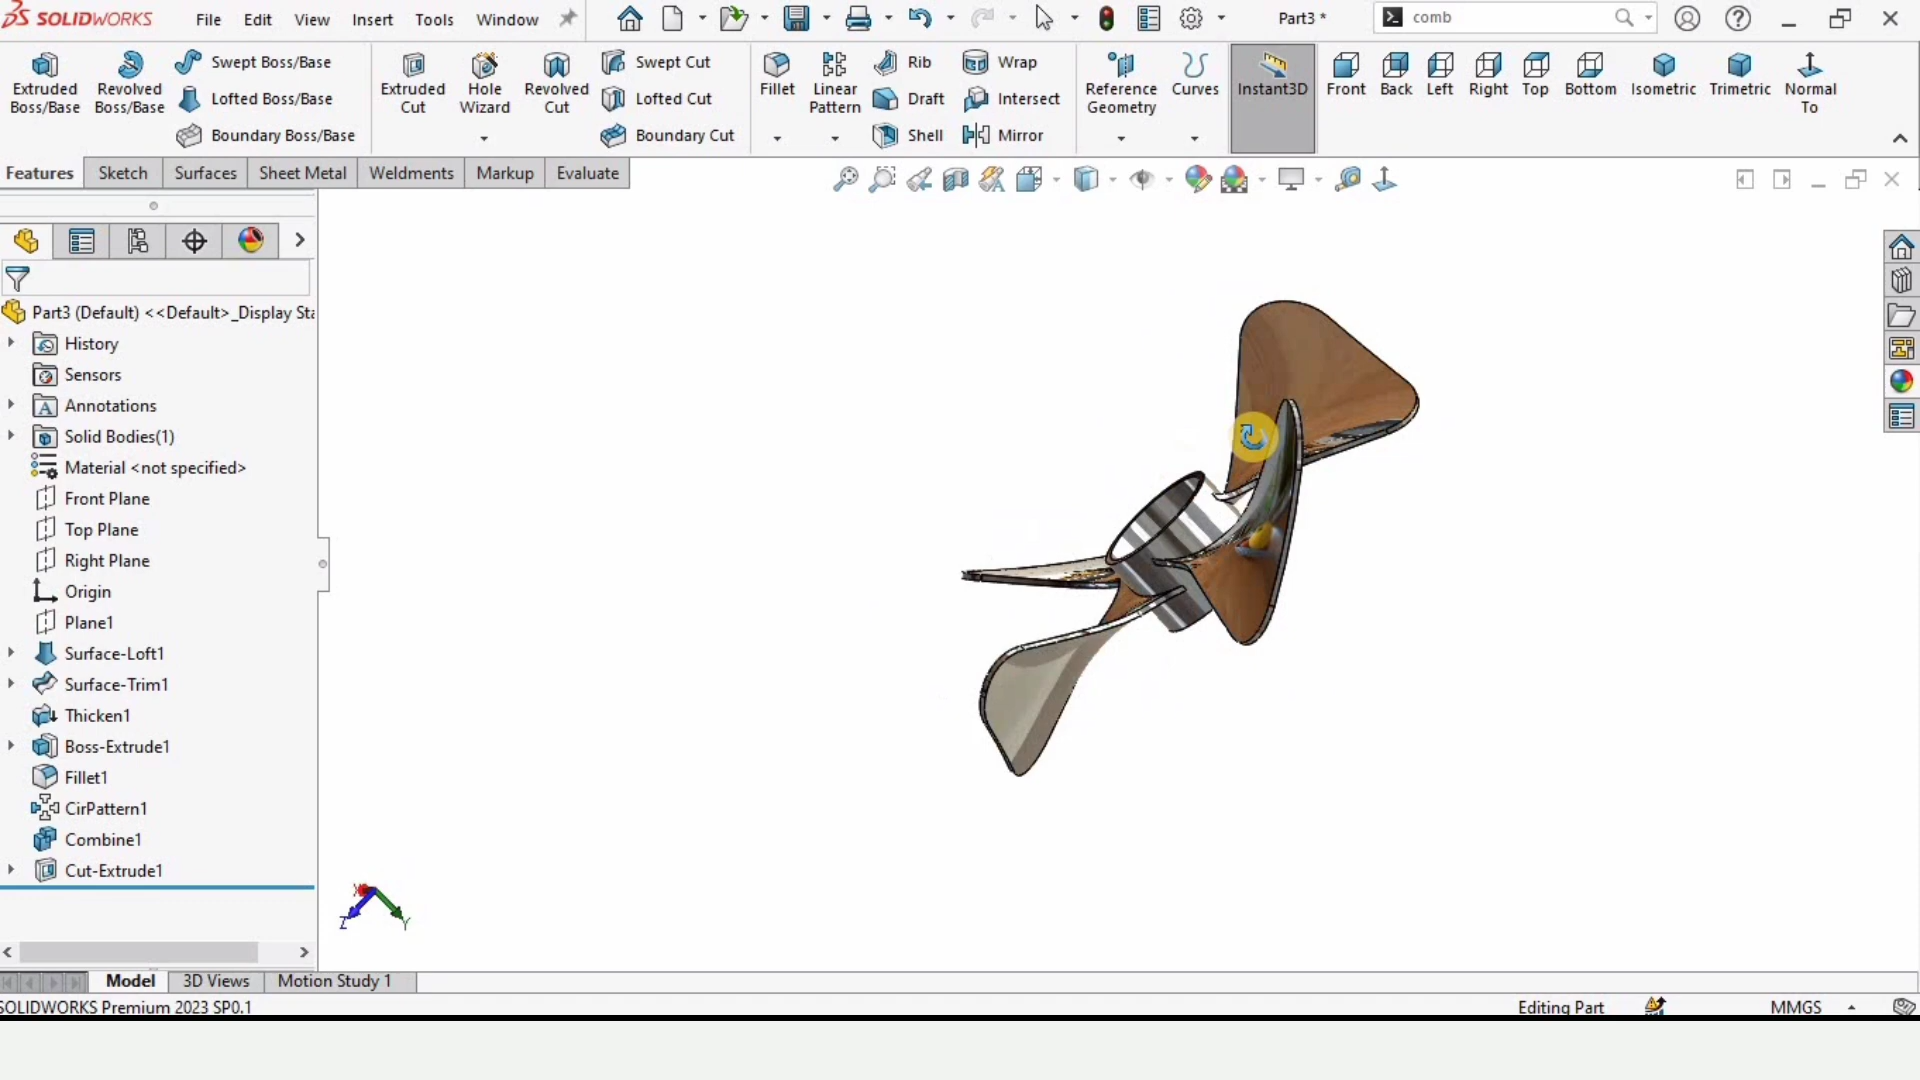 SOLIDWORKS File Edit View Insert Tools Window Part3 * comb
Extruded Boss/Base
Revolved Boss/Base
Swept Boss/Base
Lofted Boss/Base
Boundary Boss/Base
Extruded Cut
Hole Wizard
Revolved Cut
Swept Cut
Lofted Cut
Boundary Cut
Fillet
Linear Pattern
Rib
Draft
Shell
Wrap
Intersect
Mirror
Reference Geometry
Curves
Instant3D
Front
Back
Left
Right
Top
Bottom
Isometric
Trimetric
Normal To
Features Sketch Surfaces Sheet Metal Weldments Markup Evaluate
Part3 (Default) <<Default>_Display Sta
History
Sensors
Annotations
Solid Bodies(1)
Material <not specified>
Front Plane
Top Plane
Right Plane
Origin
Plane1
Surface-Loft1
Surface-Trim1
Thicken1
Boss-Extrude1
Fillet1
CirPattern1
Combine1
Cut-Extrude1
X
Z Y
Model 3D Views Motion Study 1
SOLIDWORKS Premium 2023 SP0.1 Editing Part MMGS